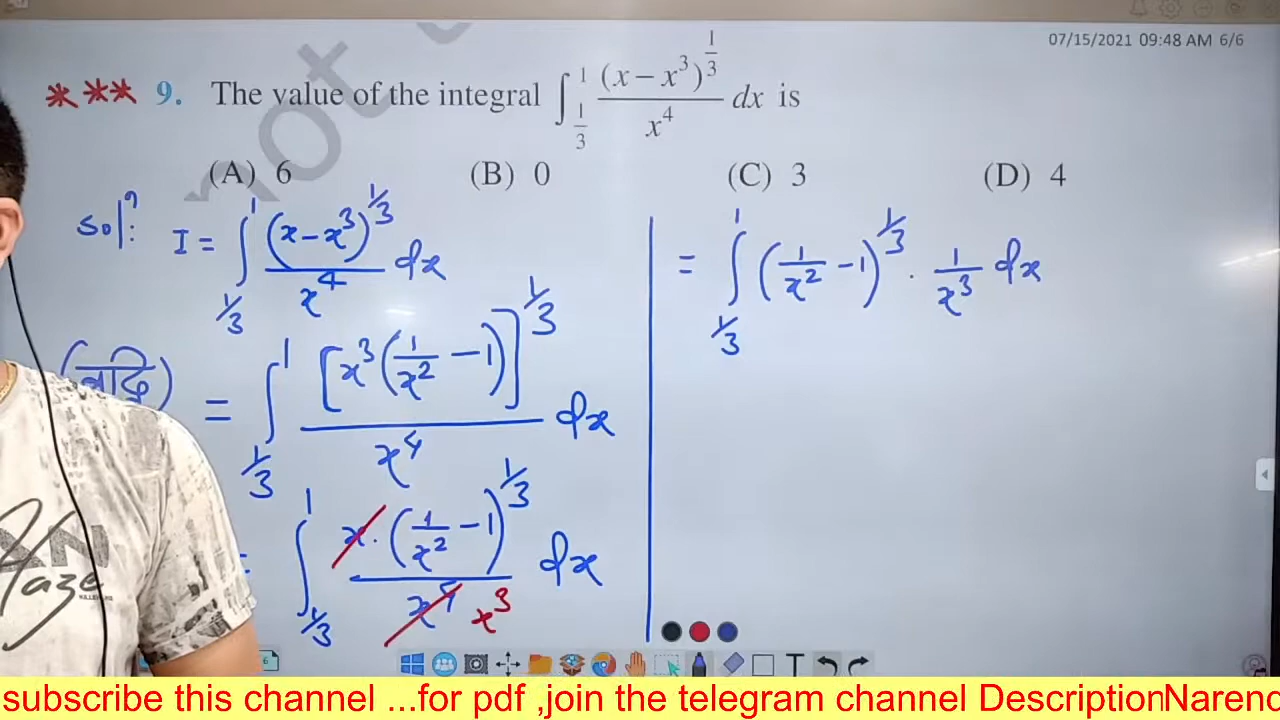 07/15/2021 09:48 AM 6/6
not
*** 9. The value of the integral ∫_{1/3}^{1} (x − x³)^{1/3} / x⁴ dx is
(A) 6 (B) 0 (C) 3 (D) 4
Solⁿ: I = ∫_{1/3}^{1} (x − x³)^{1/3} / x⁴ dx
= ∫_{1/3}^{1} [x³(1/x² − 1)]^{1/3} / x⁴ dx
= ∫_{1/3}^{1} x · (1/x² − 1)^{1/3} / x⁴ x³ dx
= ∫_{1/3}^{1} (1/x² − 1)^{1/3} · 1/x³ dx
T
subscribe this channel ...for pdf ,join the telegram channel DescriptionNarend